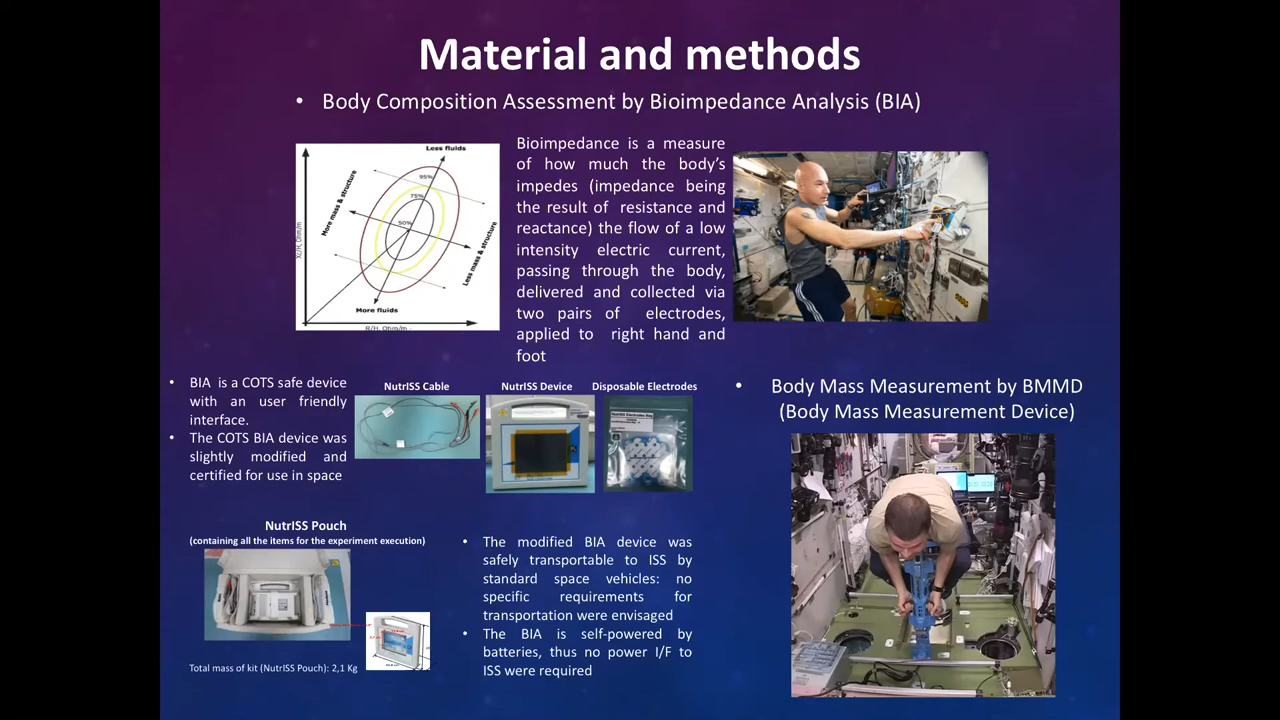 Material and methods
• Body Composition Assessment by Bioimpedance Analysis (BIA)
Less fluids
95%
75%
50%
More mass & structure
Less mass & structure
More fluids
Xc/H, Ohm/m
R/H, Ohm/m
Bioimpedance is a measure
of how much the body's
impedes (impedance being
the result of resistance and
reactance) the flow of a low
intensity electric current,
passing through the body,
delivered and collected via
two pairs of electrodes,
applied to right hand and
foot
• BIA is a COTS safe device
with an user friendly
interface.
• The COTS BIA device was
slightly modified and
certified for use in space
NutrISS Cable
NutrISS Device
Disposable Electrodes
NutrISS Electrodes Bag
• Body Mass Measurement by BMMD
(Body Mass Measurement Device)
NutrISS Pouch
(containing all the items for the experiment execution)
Total mass of kit (NutrISS Pouch): 2,1 Kg
• The modified BIA device was
safely transportable to ISS by
standard space vehicles: no
specific requirements for
transportation were envisaged
• The BIA is self-powered by
batteries, thus no power I/F to
ISS were required